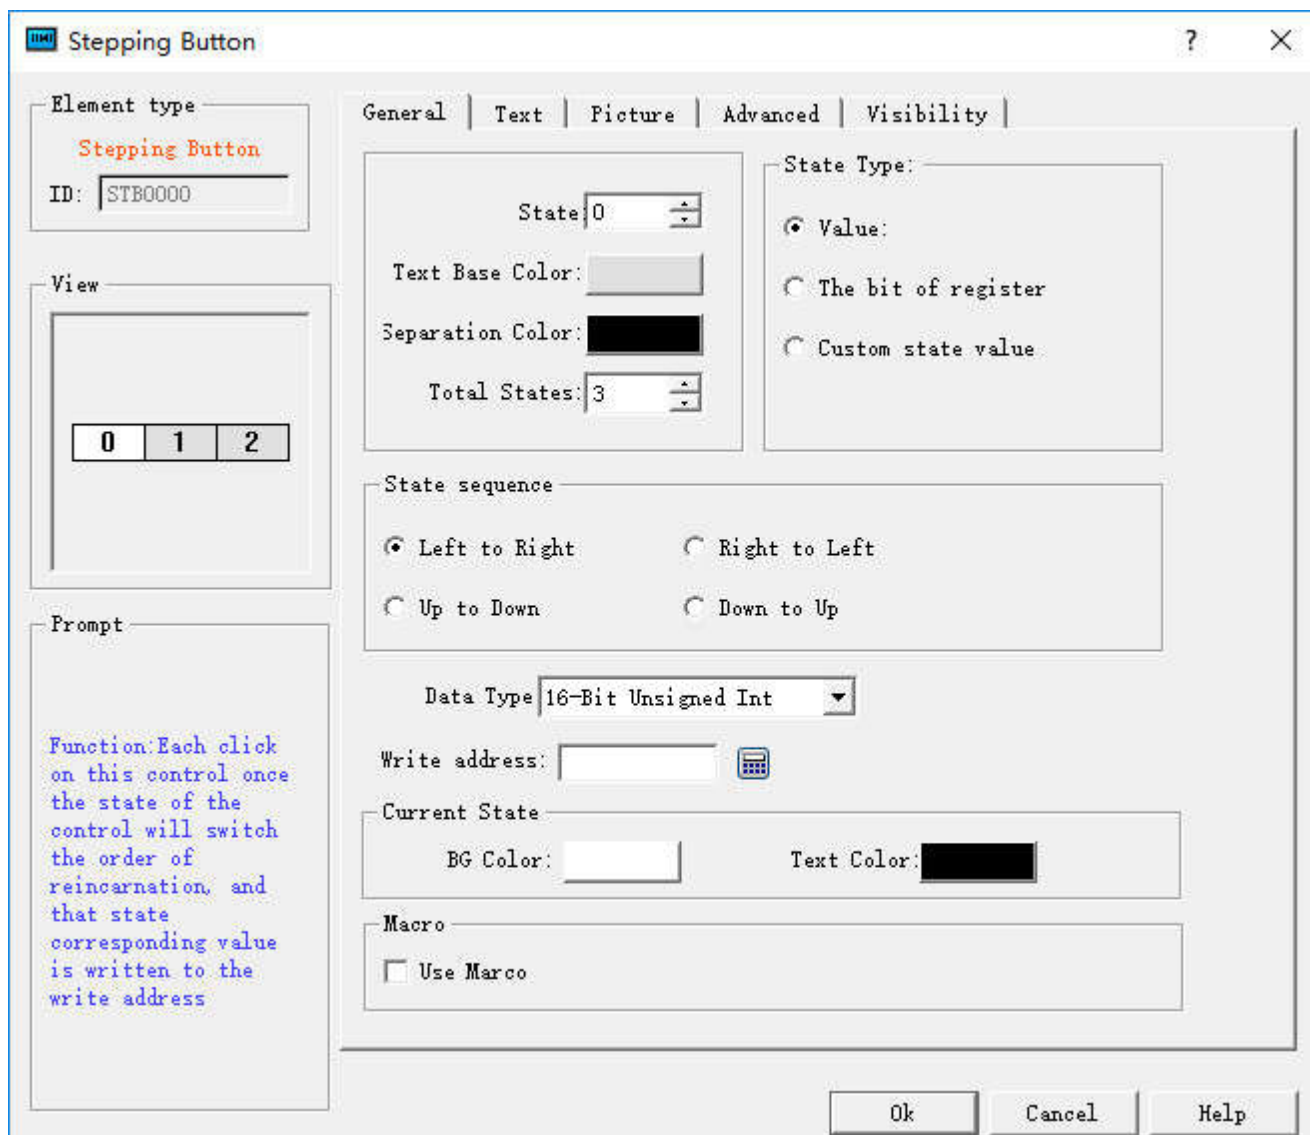 Stepping Button
?
Element type
Stepping Button
ID: STB0000
View
0 1 2
Prompt
Function:Each click
on this control once
the state of the
control will switch
the order of
reincarnation, and
that state
corresponding value
is written to the
write address
General Text Picture Advanced Visibility
State: 0
Text Base Color:
Separation Color:
Total States: 3
State Type:
Value:
The bit of register
Custom state value
State sequence
Left to Right Right to Left
Up to Down Down to Up
Data Type 16-Bit Unsigned Int
Write address:
Current State
BG Color: Text Color:
Macro
Use Marco
Ok Cancel Help